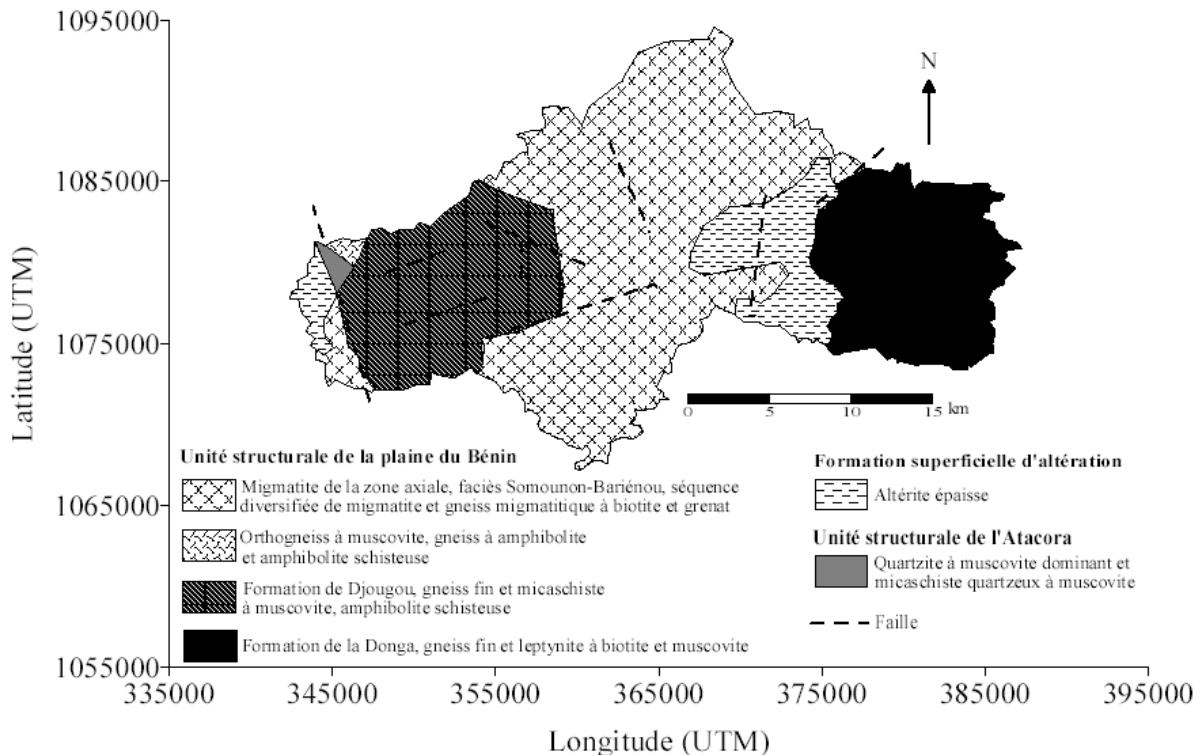 1095000
1085000
1075000
1065000
1055000
Latitude (UTM)
N
0 5 10 15 km
Unité structurale de la plaine du Bénin
Migmatite de la zone axiale, faciès Somounon-Bariénou, séquence
diversifiée de migmatite et gneiss migmatitique à biotite et grenat
Orthogneiss à muscovite, gneiss à amphibolite
et amphibolite schisteuse
Formation de Djougou, gneiss fin et micaschiste
à muscovite, amphibolite schisteuse
Formation de la Donga, gneiss fin et leptynite à biotite et muscovite
Formation superficielle d'altération
Altérite épaisse
Unité structurale de l'Atacora
Quartzite à muscovite dominant et
micaschiste quartzeux à muscovite
Faille
335000 345000 355000 365000 375000 385000 395000
Longitude (UTM)